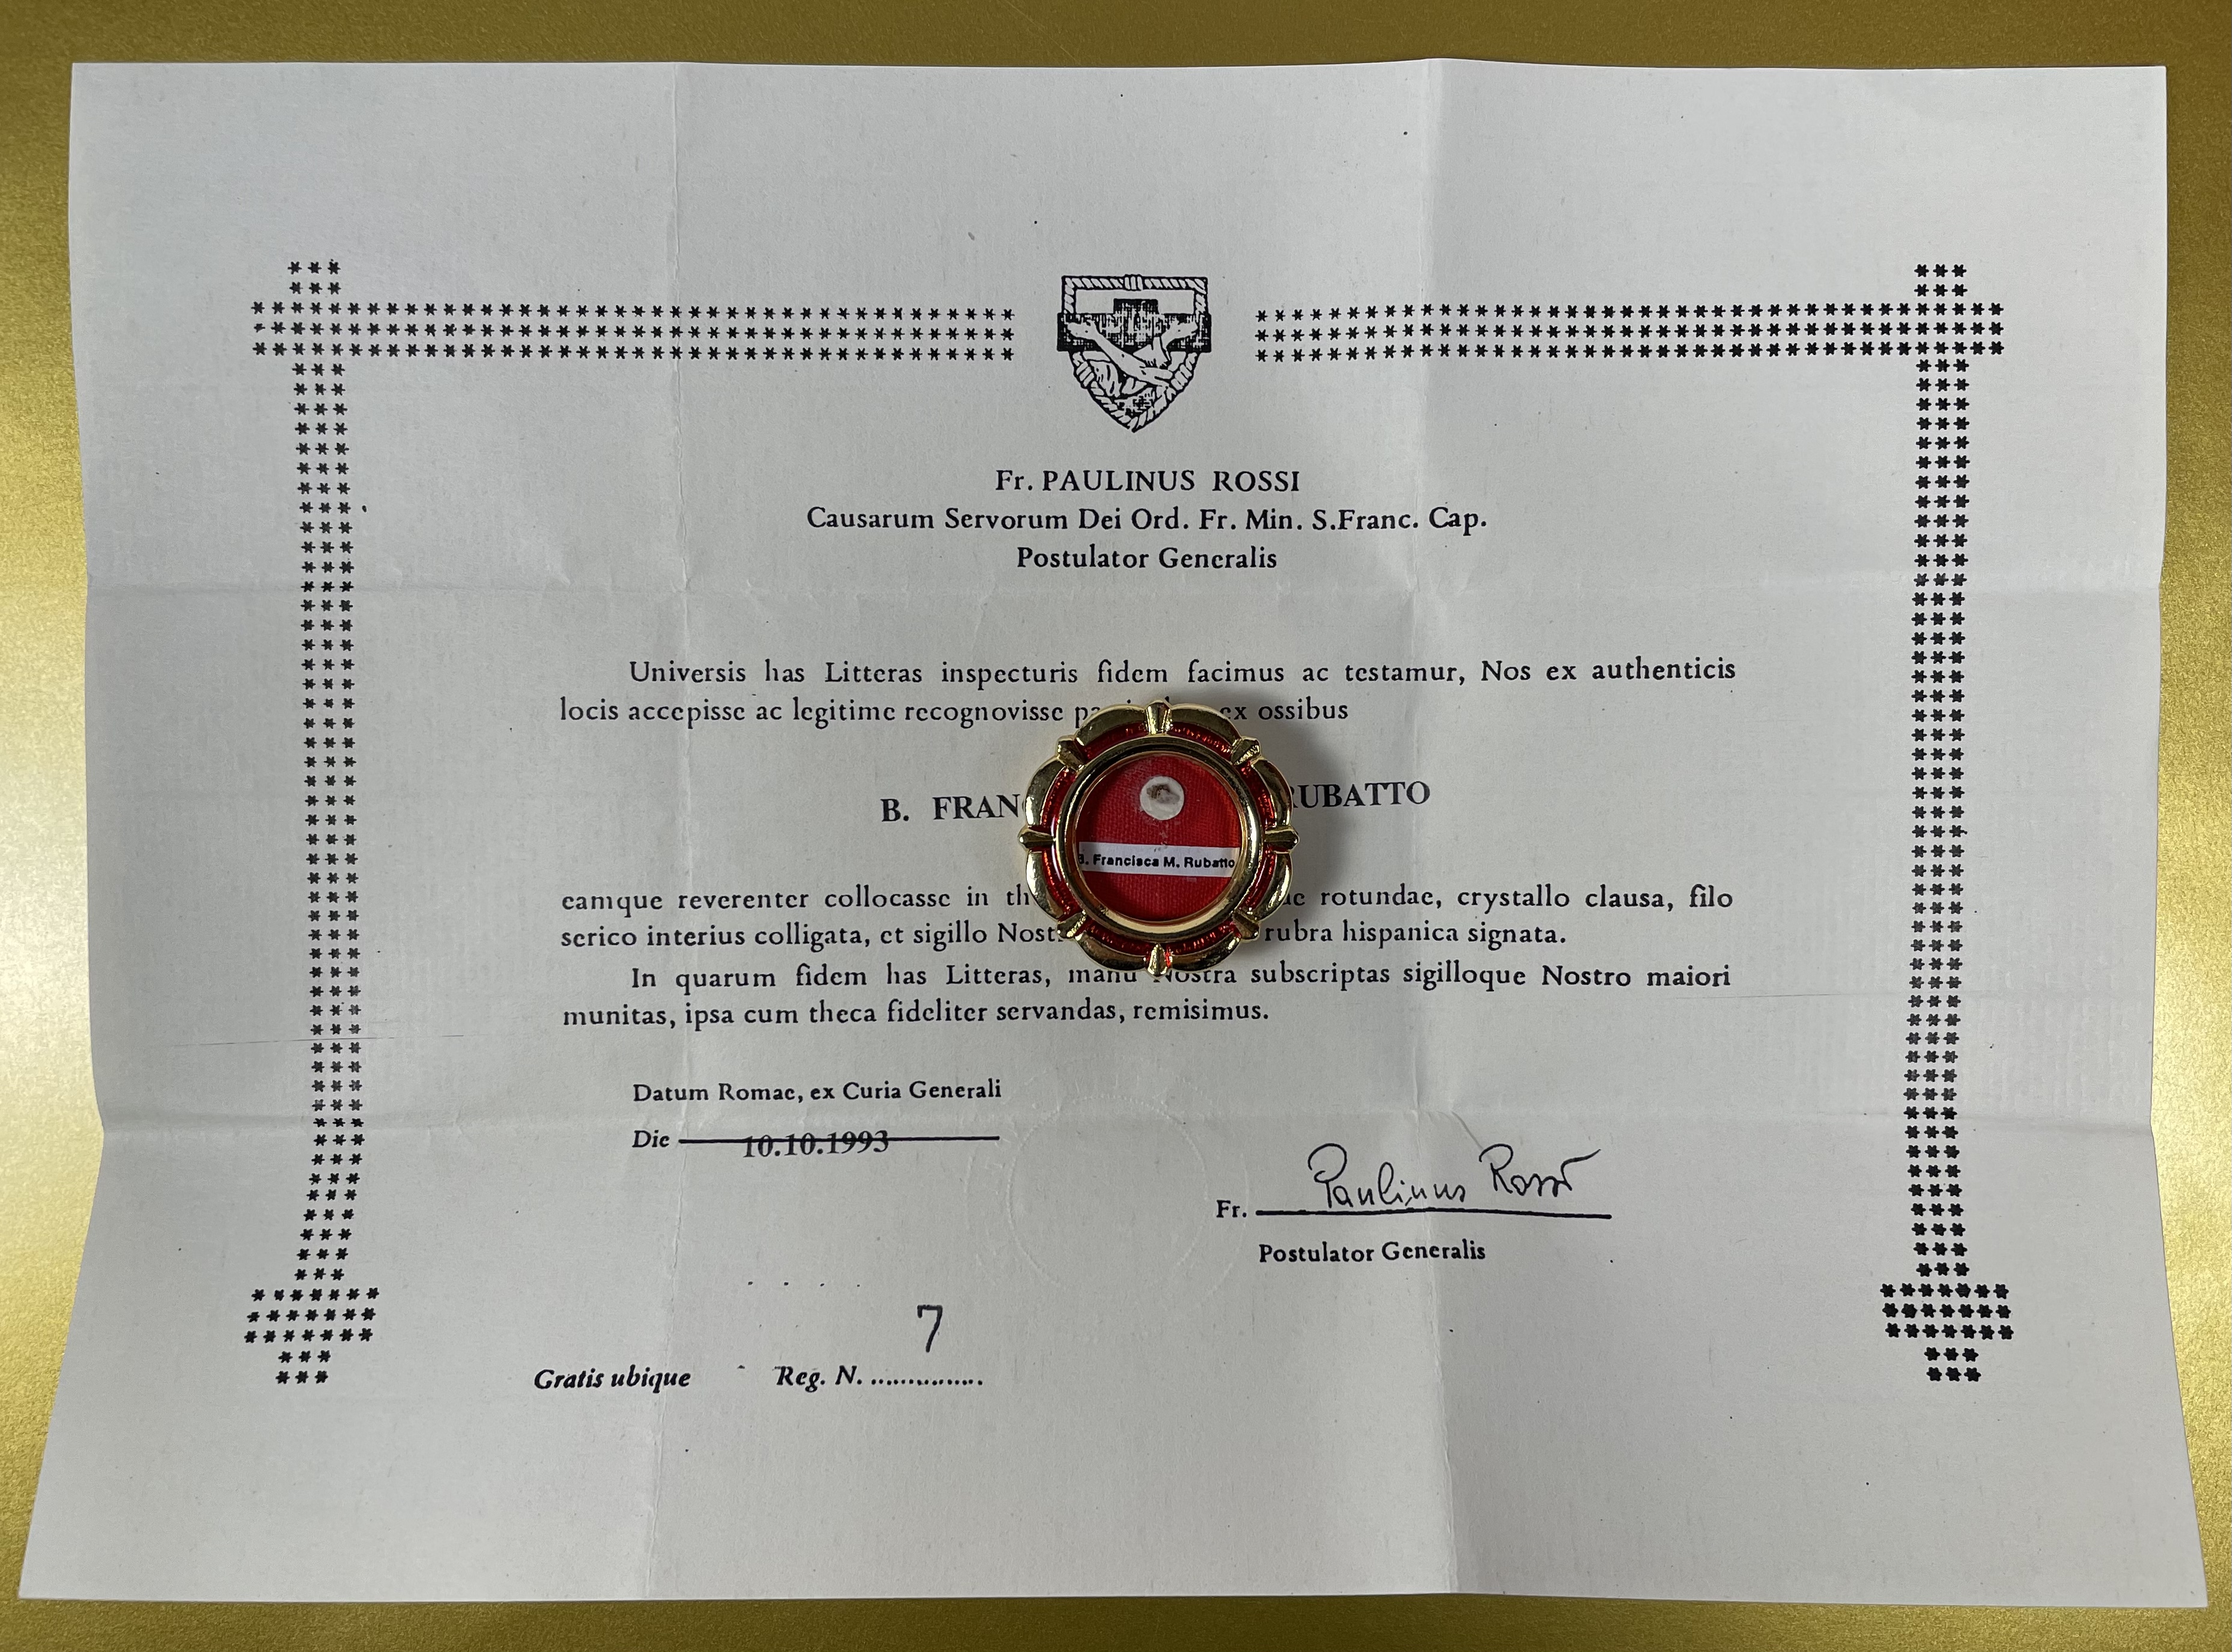 Fr. PAULINUS ROSSI
Causarum Servorum Dei Ord. Fr. Min. S.Franc. Cap.
Postulator Generalis
Universis has Litteras inspecturis fidem facimus ac testamur, Nos ex authenticis
locis accepisse ac legitime recognovisse ex ossibus
B. FRAN RUBATTO
B. Francisca M. Rubatto
eamque reverenter collocasse in th rotundae, crystallo clausa, filo
serico interius colligata, et sigillo Nost rubra hispanica signata.
In quarum fidem has Litteras, manu Nostra subscriptas sigilloque Nostro maiori
munitas, ipsa cum theca fideliter servandas, remisimus.
Datum Romae, ex Curia Generali
Die 10.10.1993
Fr. Paulinus Rossi
Postulator Generalis
7
Gratis ubique Reg. N. ...............